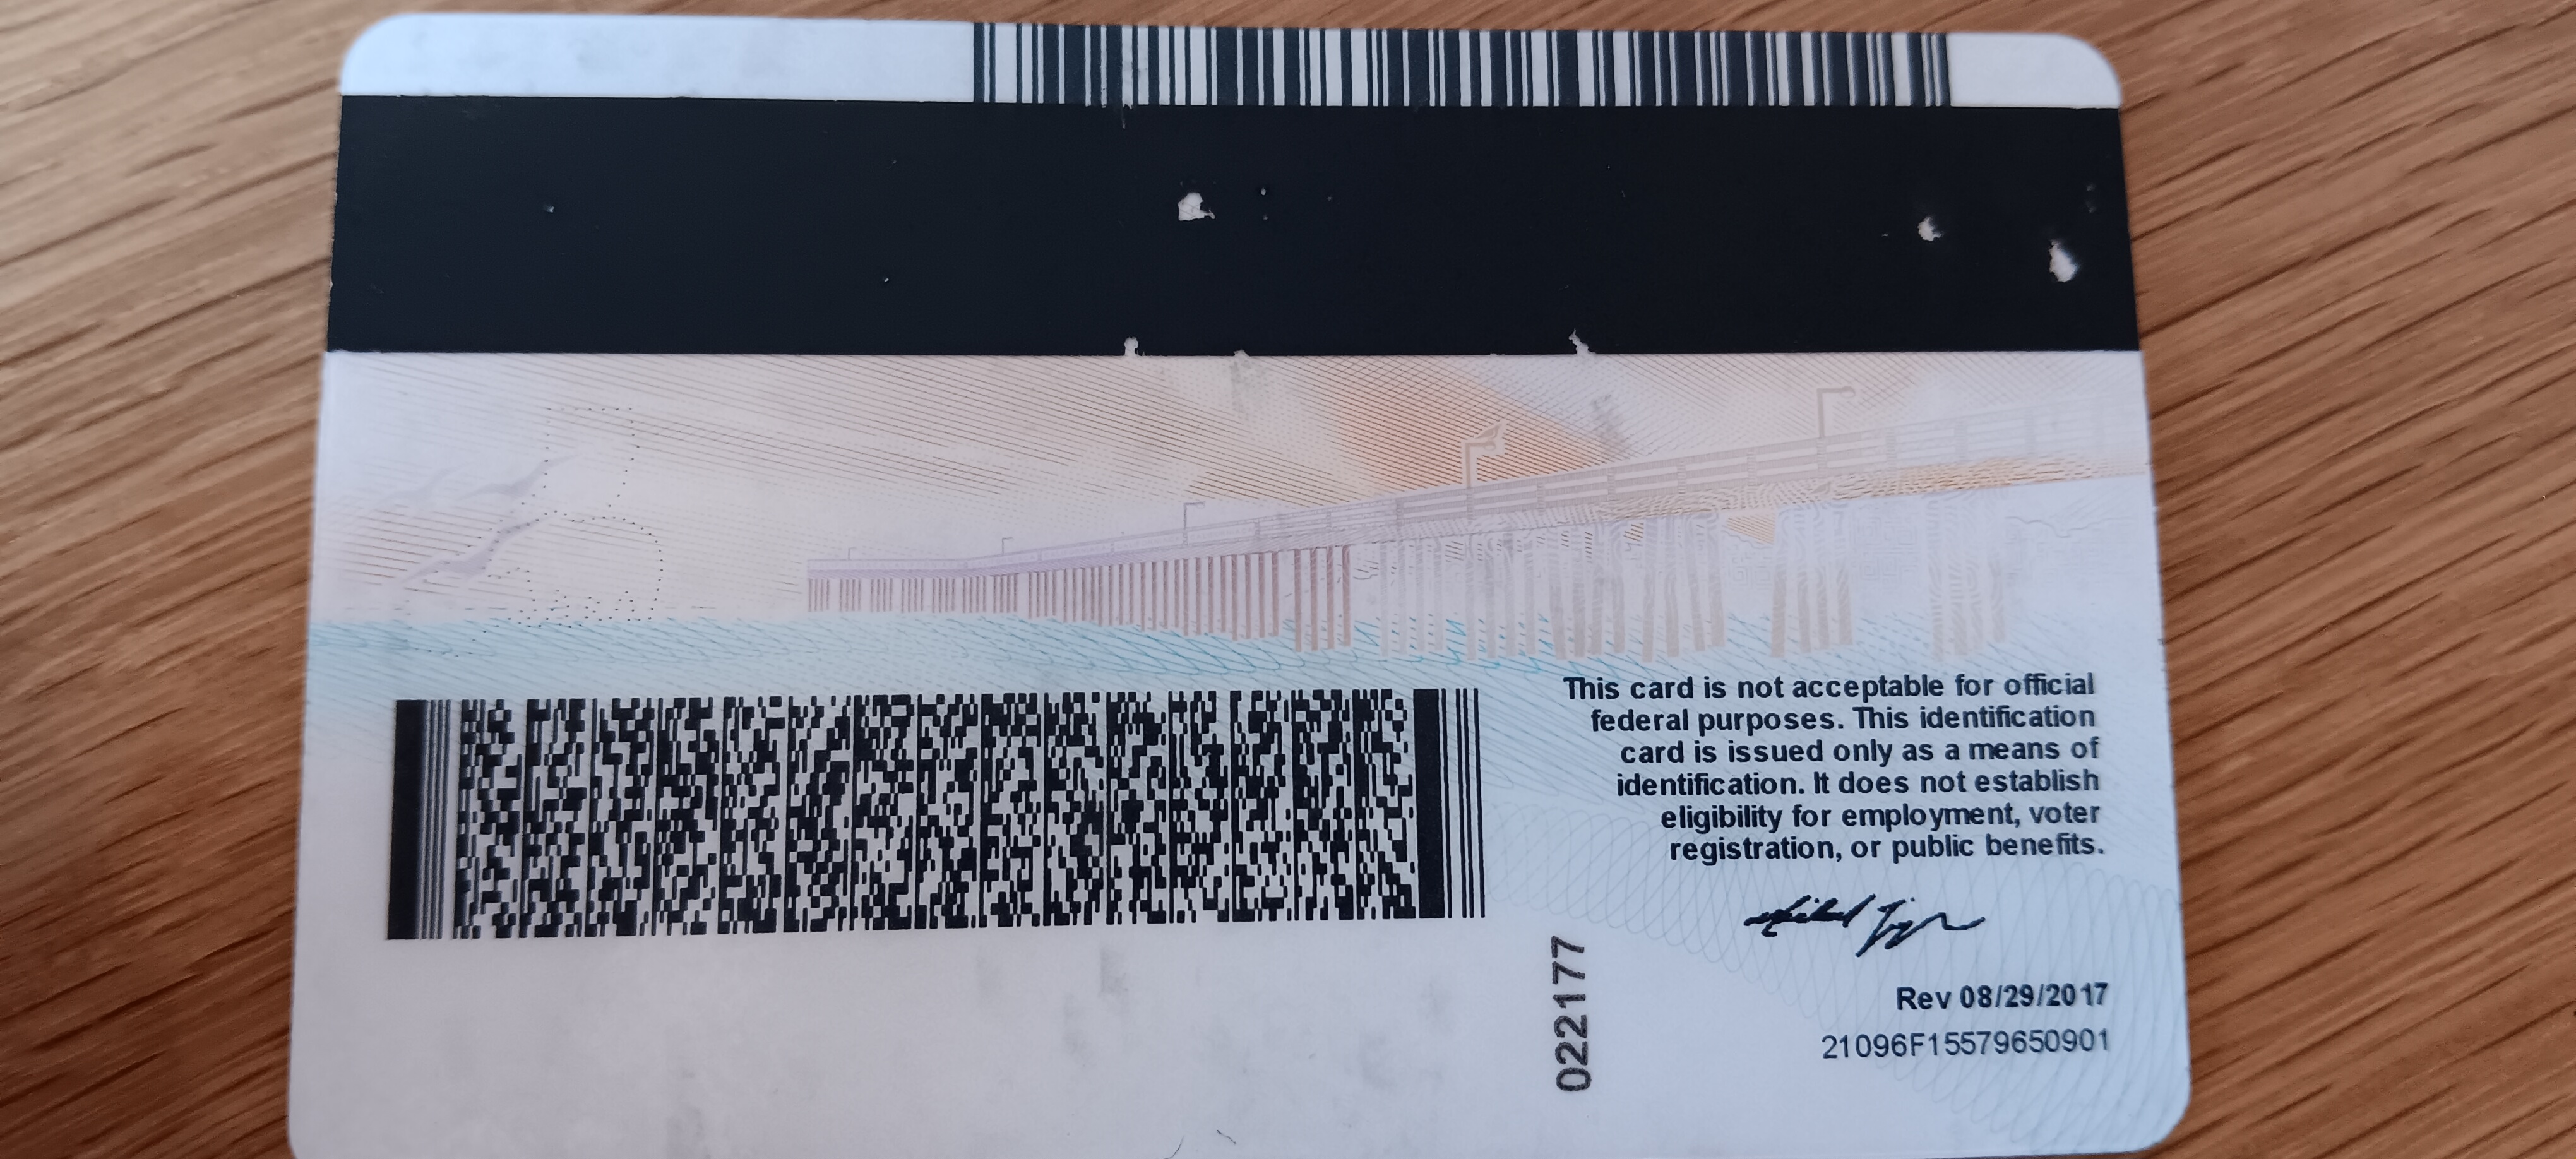 This card is not acceptable for official
federal purposes. This identification
card is issued only as a means of
identification. It does not establish
eligibility for employment, voter
registration, or public benefits.
022177
Rev 08/29/2017
21096F15579650901